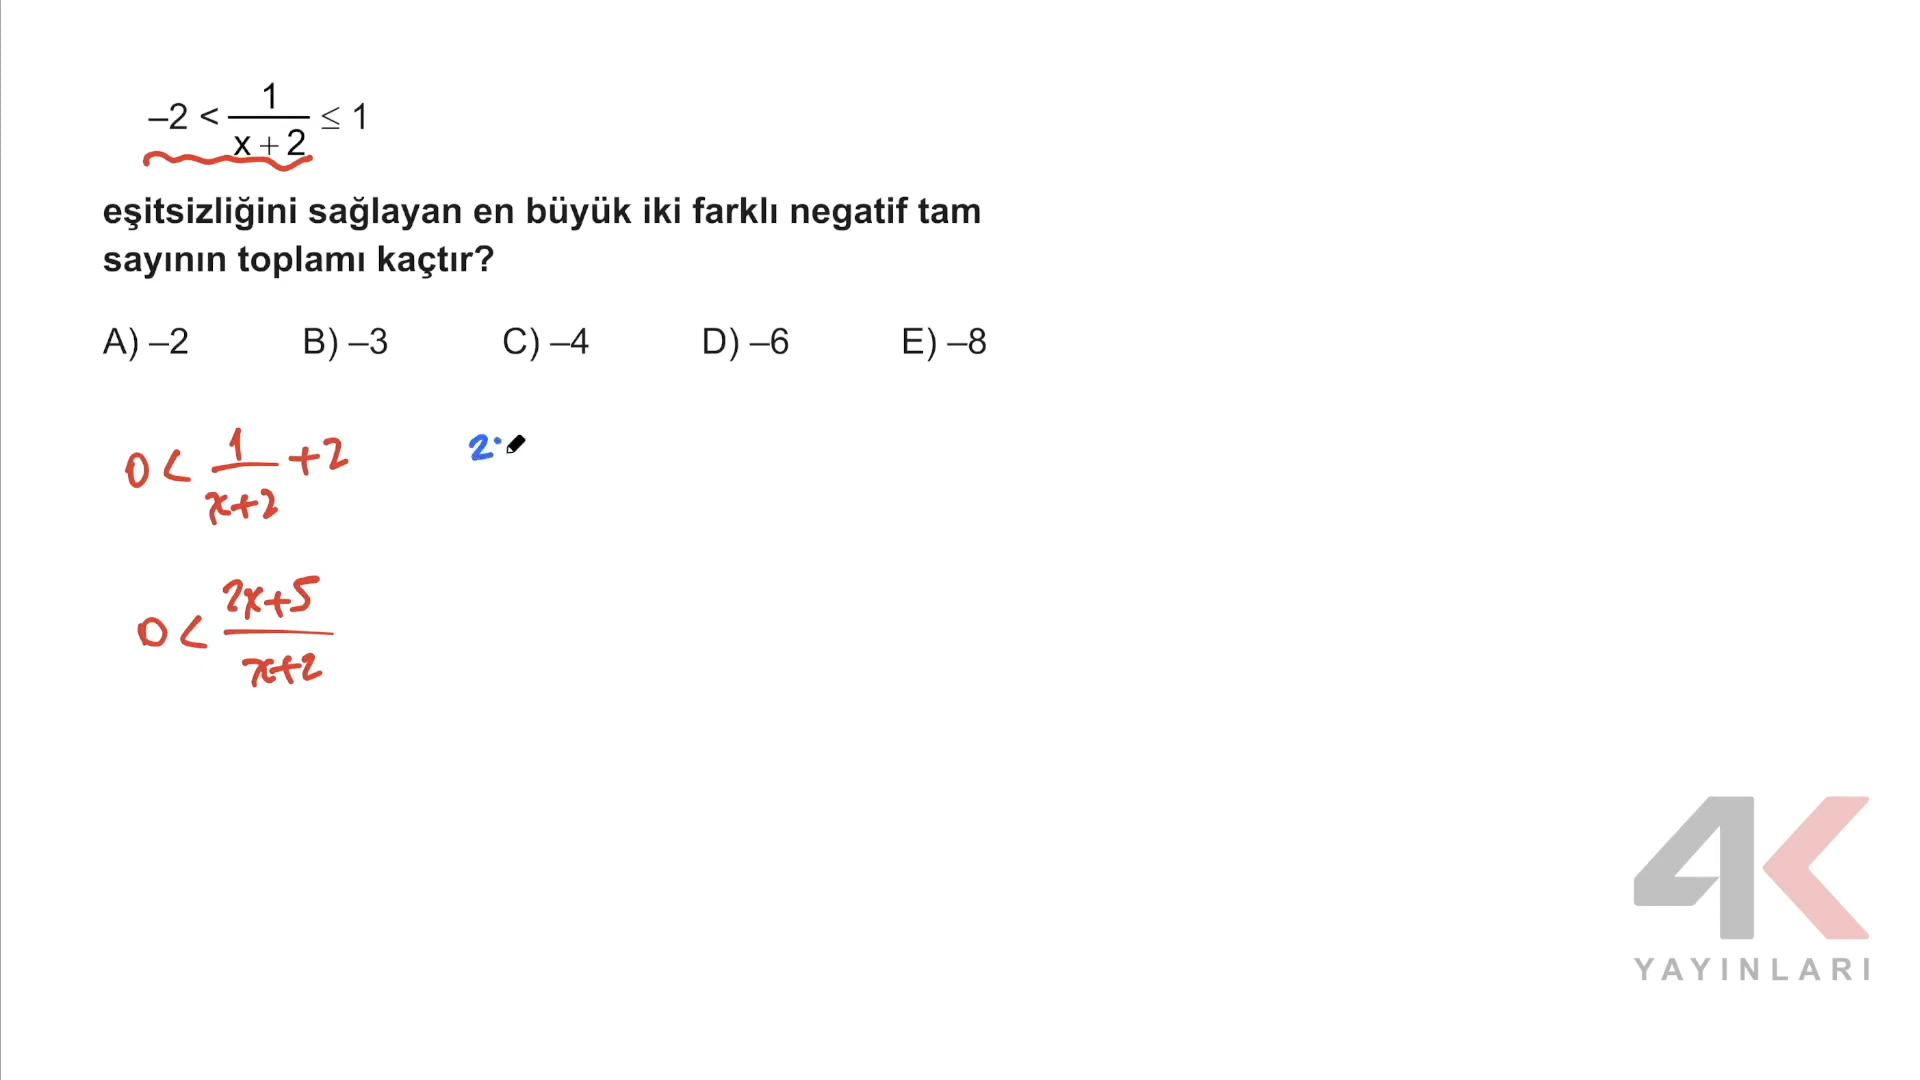 –2 < 1/(x + 2) ≤ 1
eşitsizliğini sağlayan en büyük iki farklı negatif tam
sayının toplamı kaçtır?
A) –2 B) –3 C) –4 D) –6 E) –8
0 < 1/(x+2) +2
2·
0 < (2x+5)/(x+2)
4K
YAYINLARI